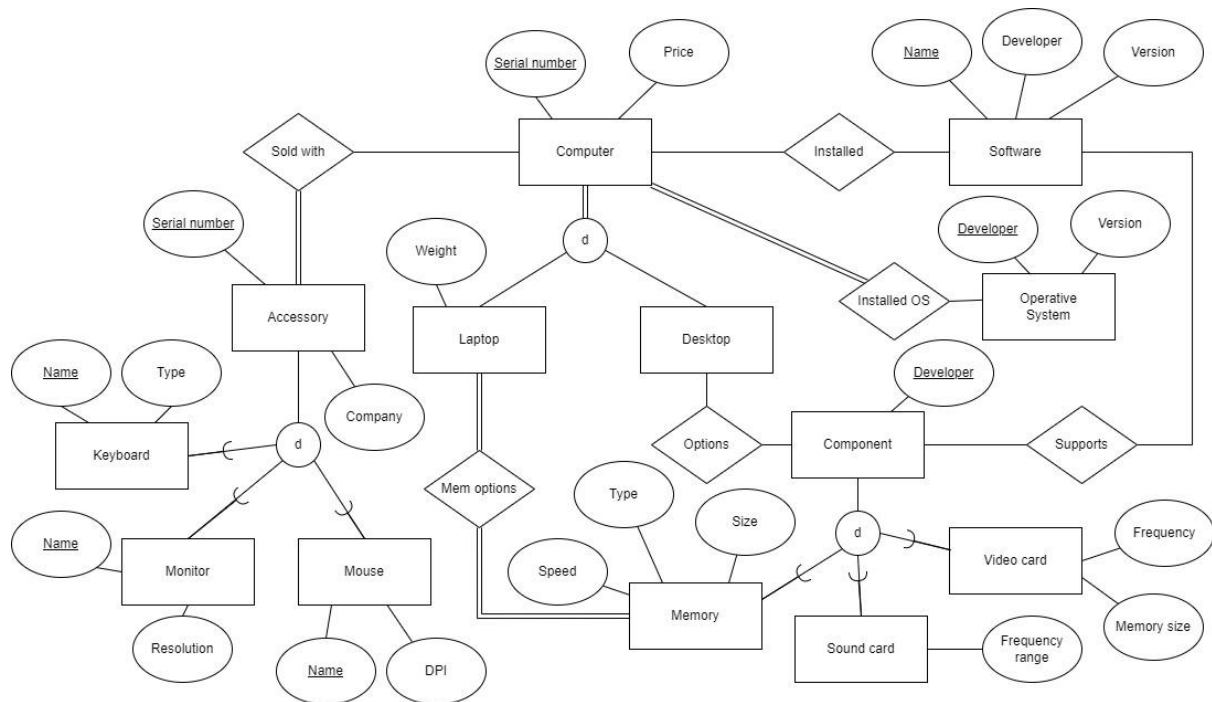 Serial number
Price
Name
Developer
Version
Sold with
Computer
Installed
Software
Serial number
Weight
d
Developer
Version
Installed OS
Operative
System
Accessory
Laptop
Desktop
Name
Type
Company
Developer
Keyboard
d
Options
Component
Supports
Mem options
Type
Size
Name
Monitor
Mouse
Speed
Memory
d
Video card
Frequency
Memory size
Resolution
Name
DPI
Sound card
Frequency
range